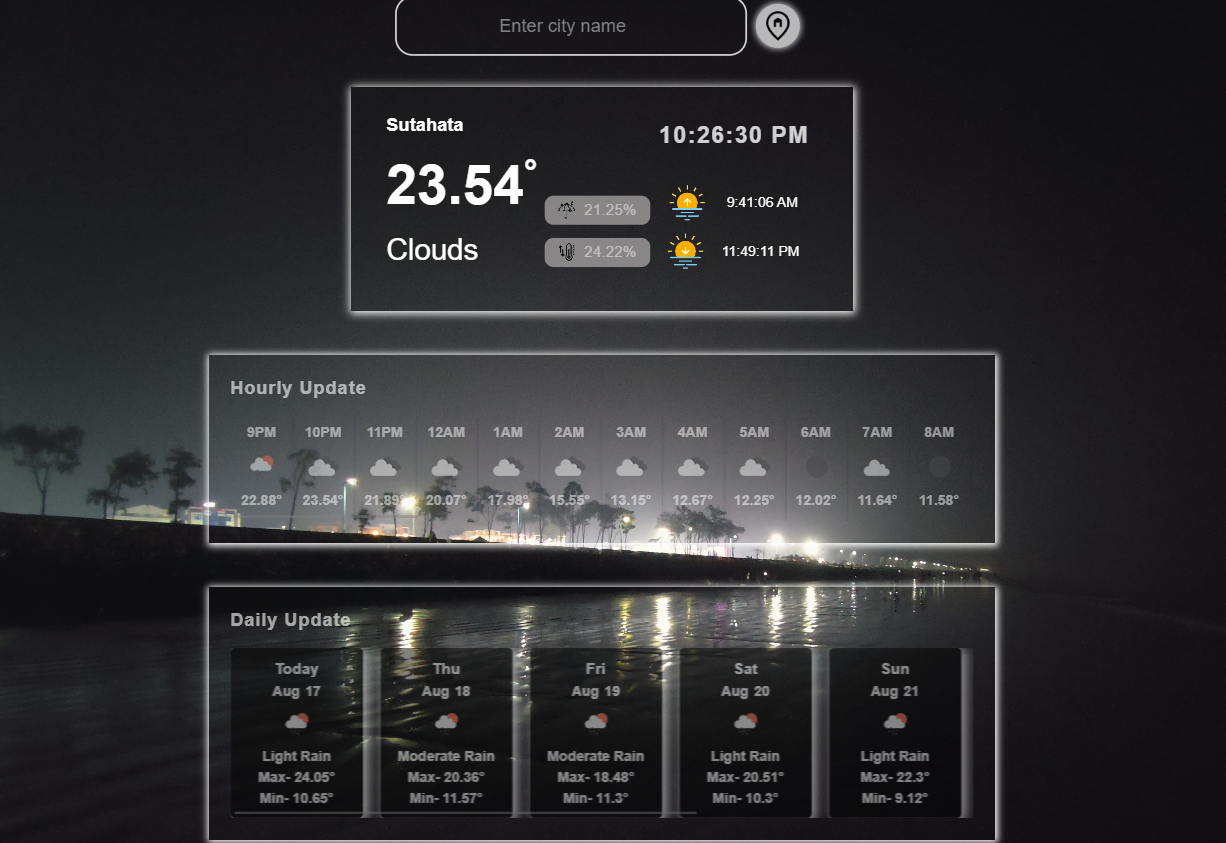 Enter city name
Sutahata
10:26:30 PM
23.54°
21.25%
9:41:06 AM
Clouds
24.22%
11:49:11 PM
Hourly Update
9PM 10PM 11PM 12AM 1AM 2AM 3AM 4AM 5AM 6AM 7AM 8AM
22.88° 23.54° 21.89° 20.07° 17.98° 15.55° 13.15° 12.67° 12.25° 12.02° 11.64° 11.58°
Daily Update
Today Thu Fri Sat Sun
Aug 17 Aug 18 Aug 19 Aug 20 Aug 21
Light Rain Moderate Rain Moderate Rain Light Rain Light Rain
Max- 24.05° Max- 20.36° Max- 18.48° Max- 20.51° Max- 22.3°
Min- 10.65° Min- 11.57° Min- 11.3° Min- 10.3° Min- 9.12°